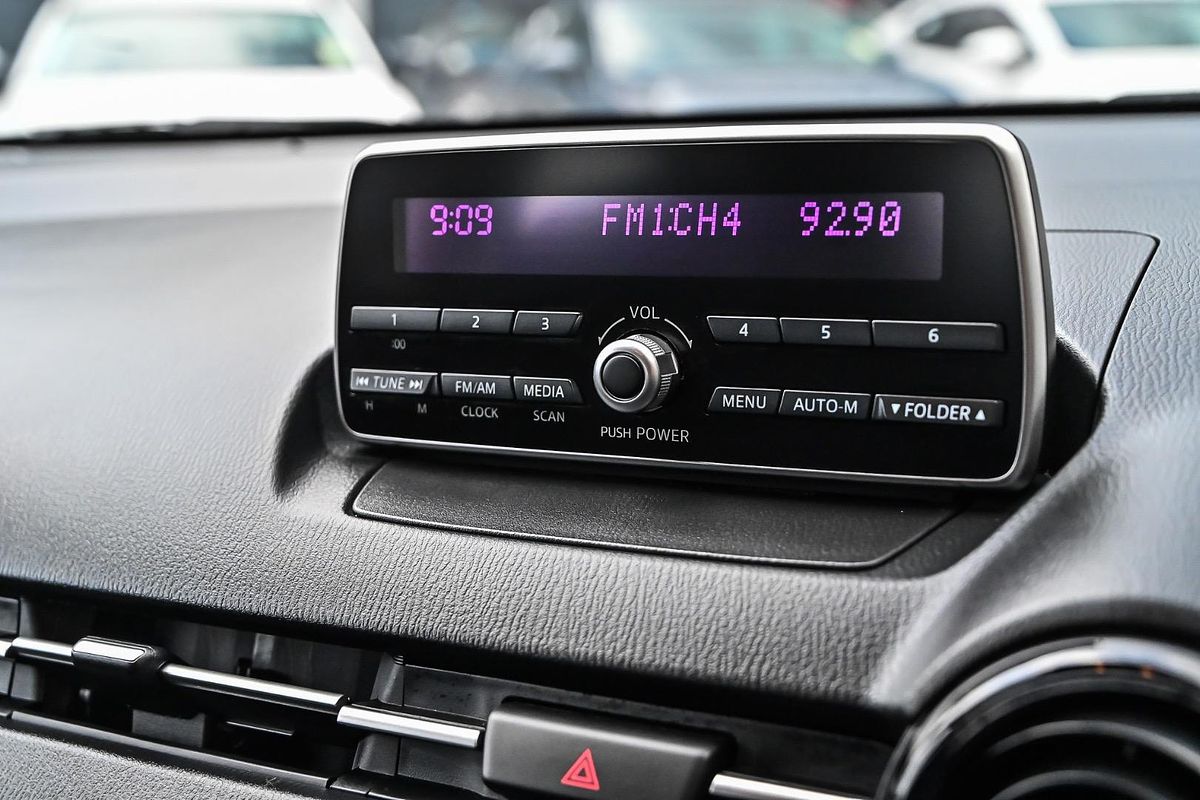 9:09 FM1:CH4 92.90
1 2 3 VOL 4 5 6
:00
TUNE FM/AM MEDIA MENU AUTO-M FOLDER
H M CLOCK SCAN
PUSH POWER